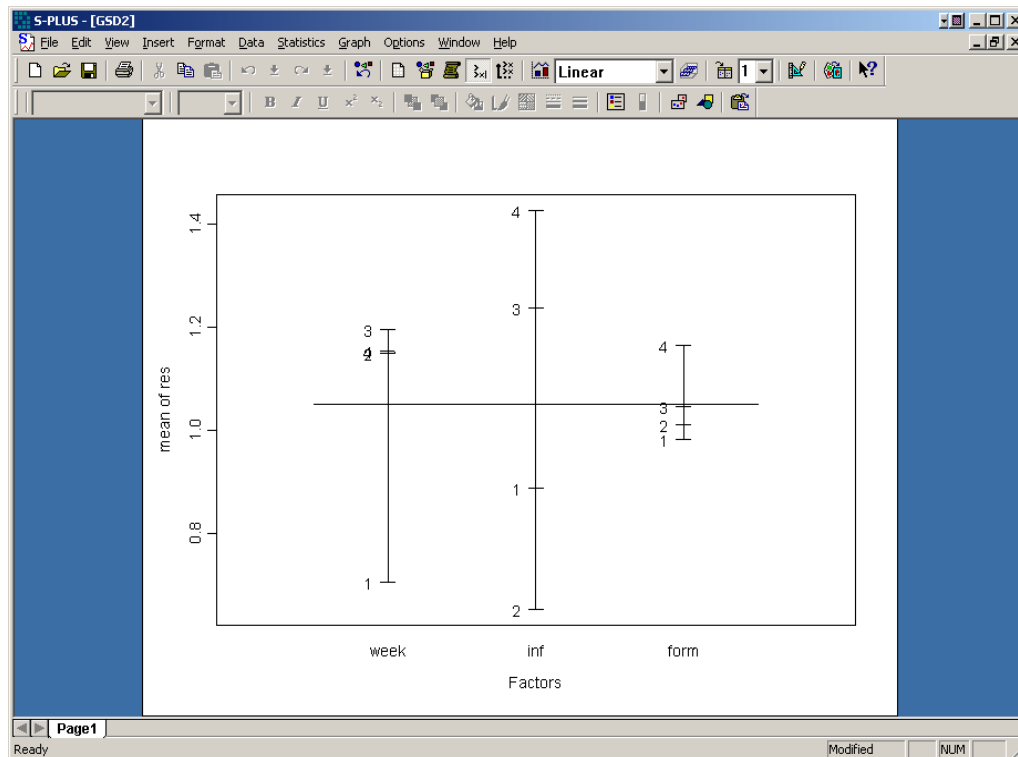 S-PLUS - [GSD2]
File Edit View Insert Format Data Statistics Graph Options Window Help
Linear 1
B I U x² x₂
1.4
1.2
1.0
0.8
mean of res
3
4
2
1
4
3
1
2
4
3
2
1
week inf form
Factors
Page1
Ready Modified NUM